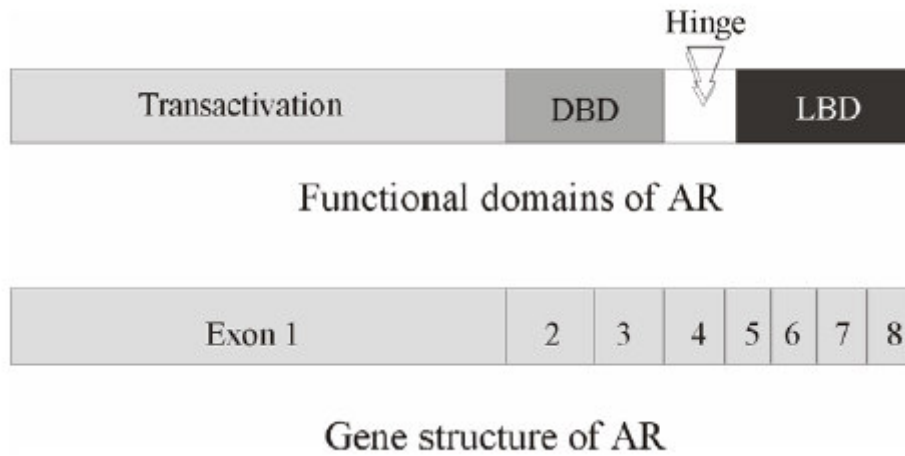 Hinge
Transactivation DBD LBD
Functional domains of AR
Exon 1 2 3 4 5 6 7 8
Gene structure of AR